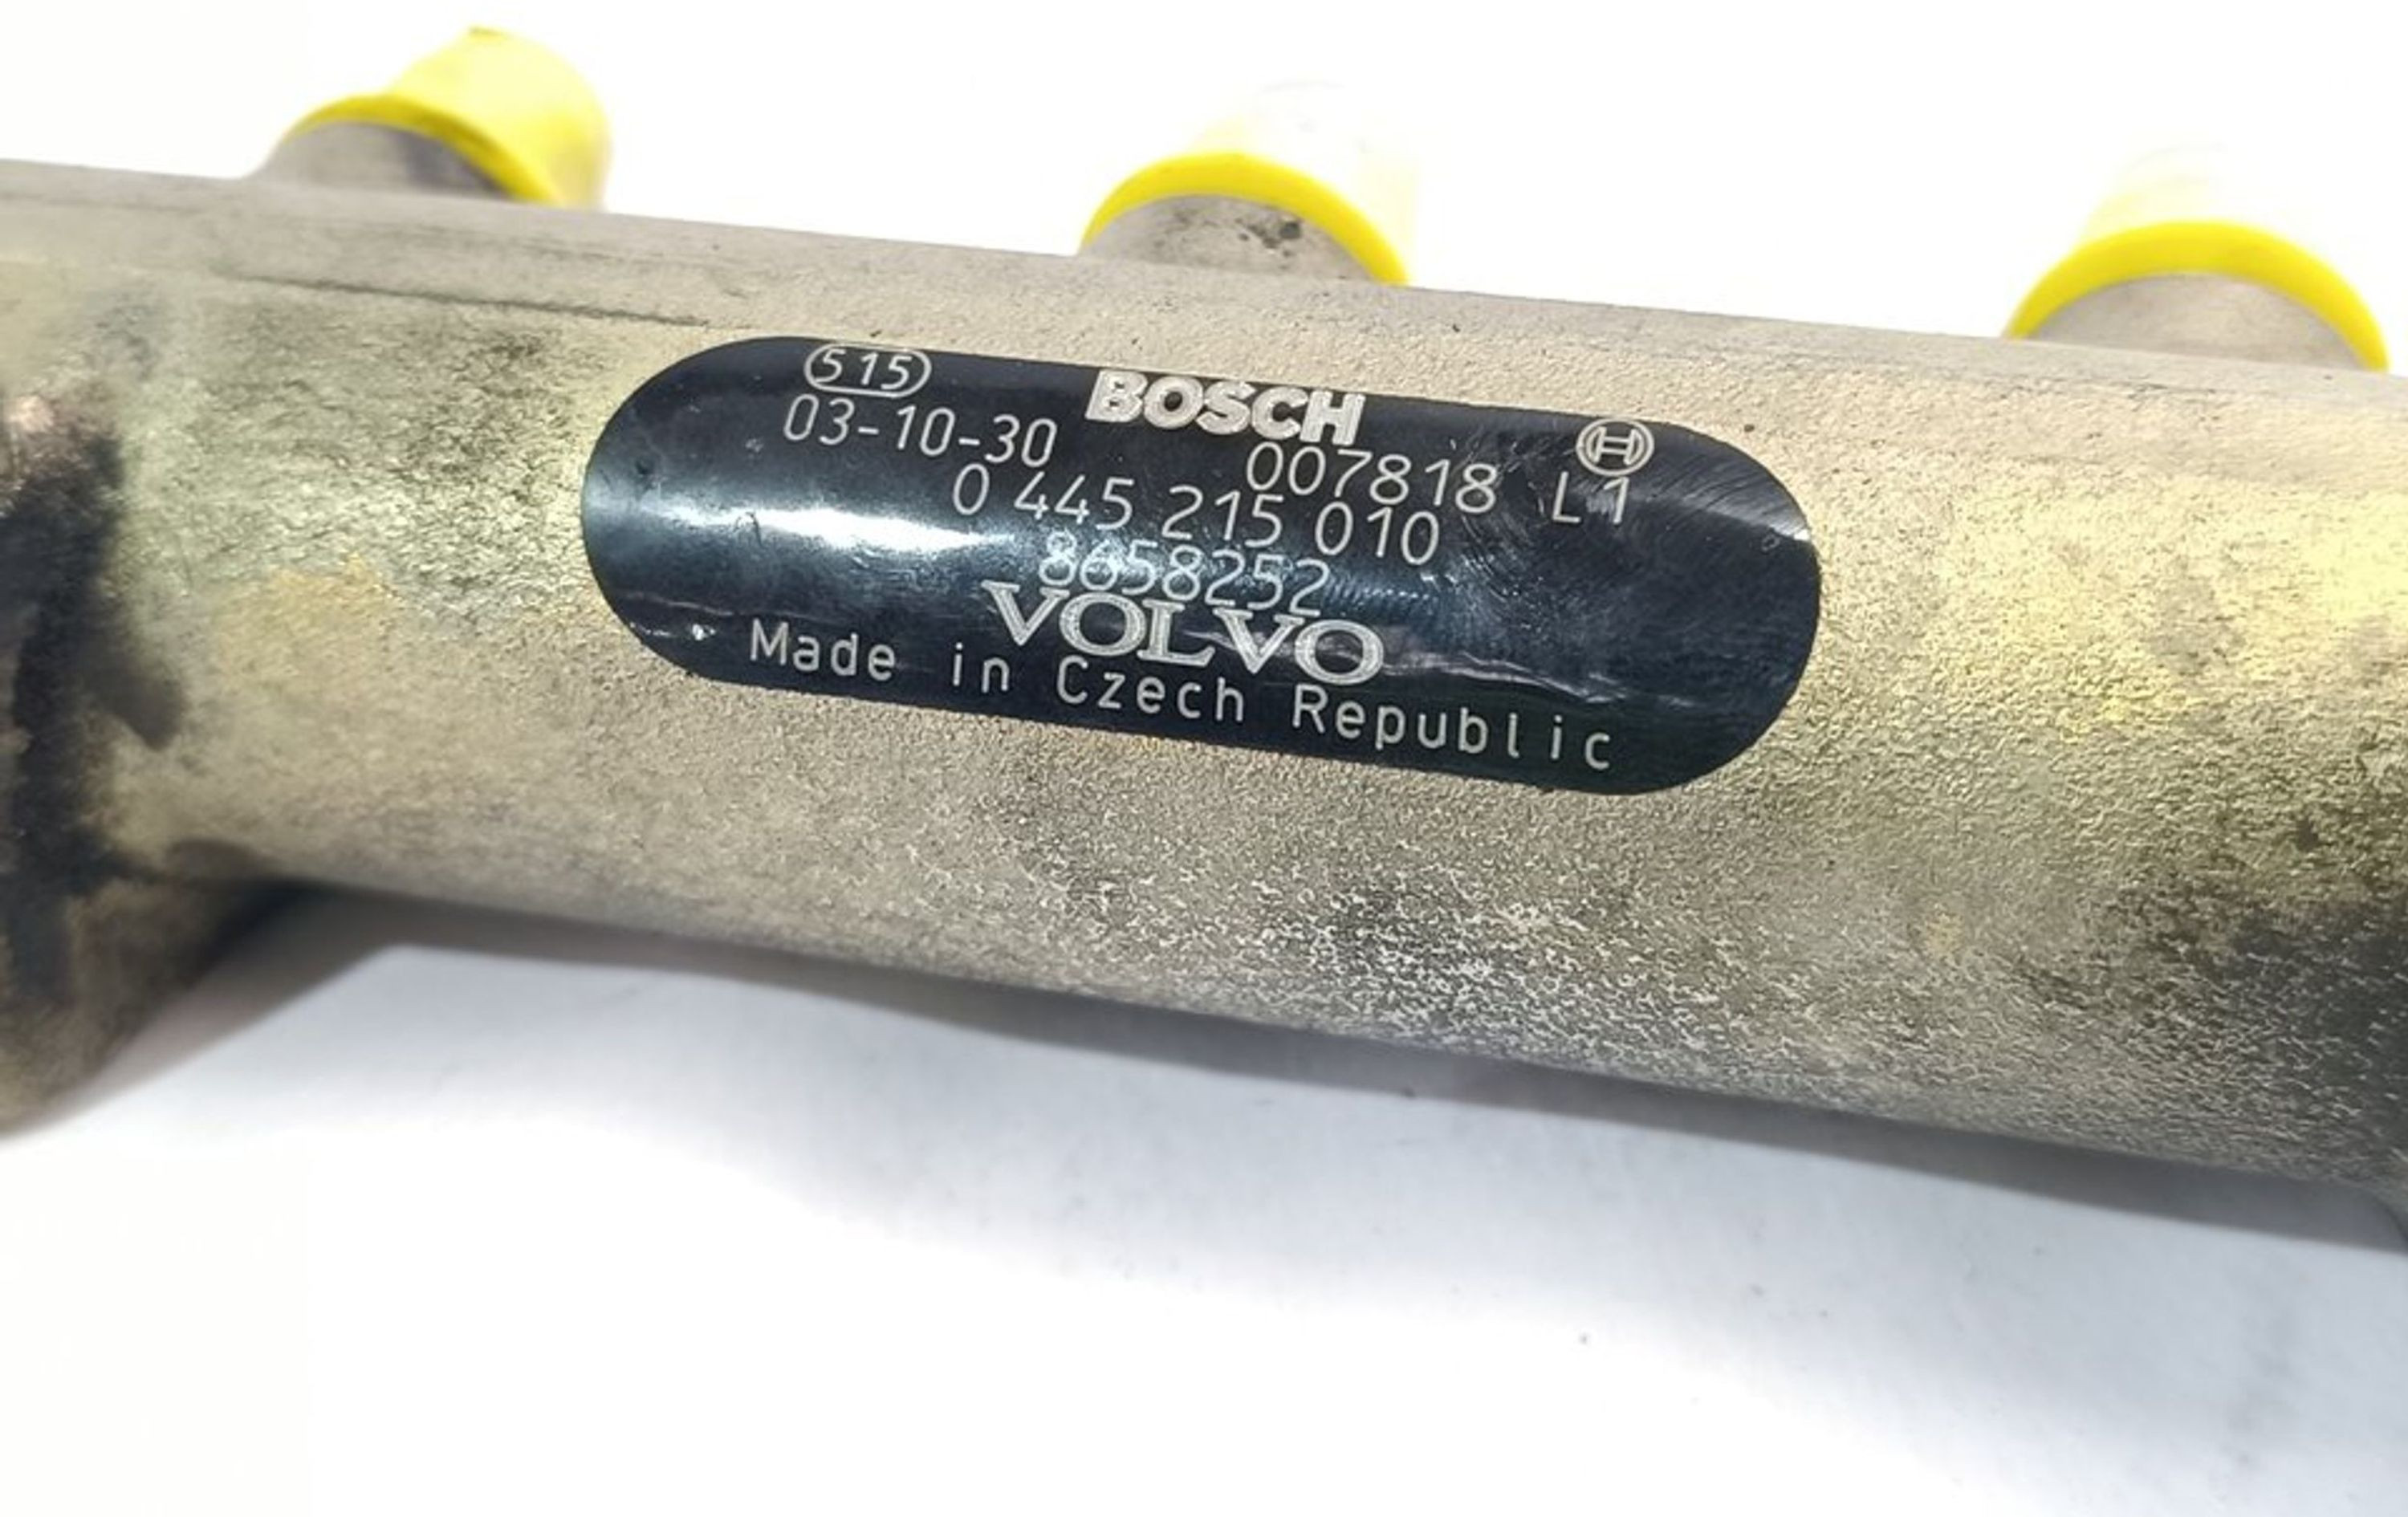 515 BOSCH
03-10-30 007818 L1
0 445 215 010
8658252
VOLVO
Made in Czech Republic